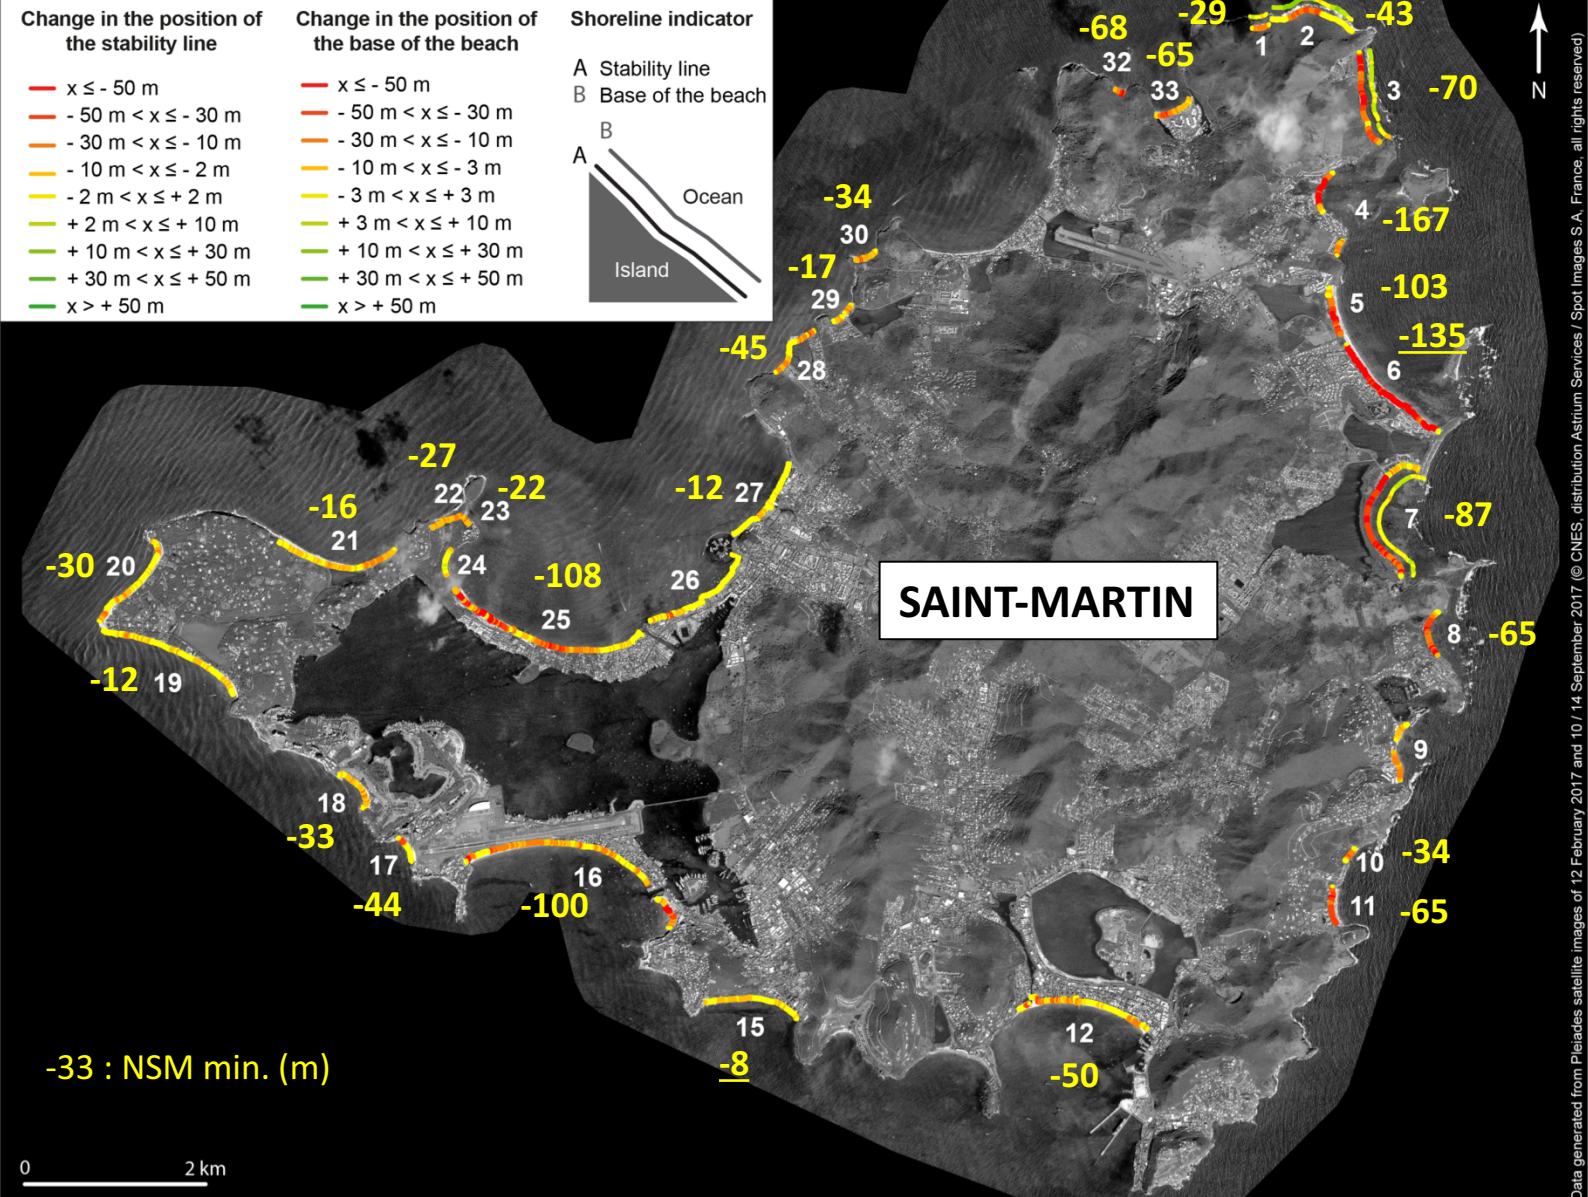 Change in the position of
the stability line
x ≤ - 50 m
- 50 m < x ≤ - 30 m
- 30 m < x ≤ - 10 m
- 10 m < x ≤ - 2 m
- 2 m < x ≤ + 2 m
+ 2 m < x ≤ + 10 m
+ 10 m < x ≤ + 30 m
+ 30 m < x ≤ + 50 m
x > + 50 m
Change in the position of
the base of the beach
x ≤ - 50 m
- 50 m < x ≤ - 30 m
- 30 m < x ≤ - 10 m
- 10 m < x ≤ - 3 m
- 3 m < x ≤ + 3 m
+ 3 m < x ≤ + 10 m
+ 10 m < x ≤ + 30 m
+ 30 m < x ≤ + 50 m
x > + 50 m
Shoreline indicator
A Stability line
B Base of the beach
B
A
Ocean
Island
-29
1
2
-43
-68
32
-65
33
3
-70
N
-34
30
4
-167
-17
29
5
-103
-135
6
-45
28
-27
22
-22
23
-12
27
-16
21
7
-87
-30
20
24
-108
25
26
SAINT-MARTIN
8
-65
-12
19
9
18
-33
17
-44
16
-100
10
-34
11
-65
15
-8
12
-50
-33 : NSM min. (m)
0
2 km
Data generated from Pleiades satellite images of 12 February 2017 and 10 / 14 September 2017 (© CNES, distribution Astrium Services / Spot Images S.A, France, all rights reserved)